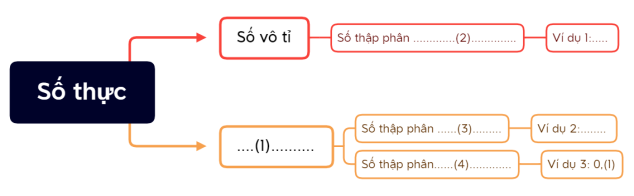 Số thực
Số vô tỉ
Số thập phân .............(2)..............
Ví dụ 1:.....
....(1)..........
Số thập phân ......(3).........
Ví dụ 2:........
Số thập phân......(4).............
Ví dụ 3: 0,(1)